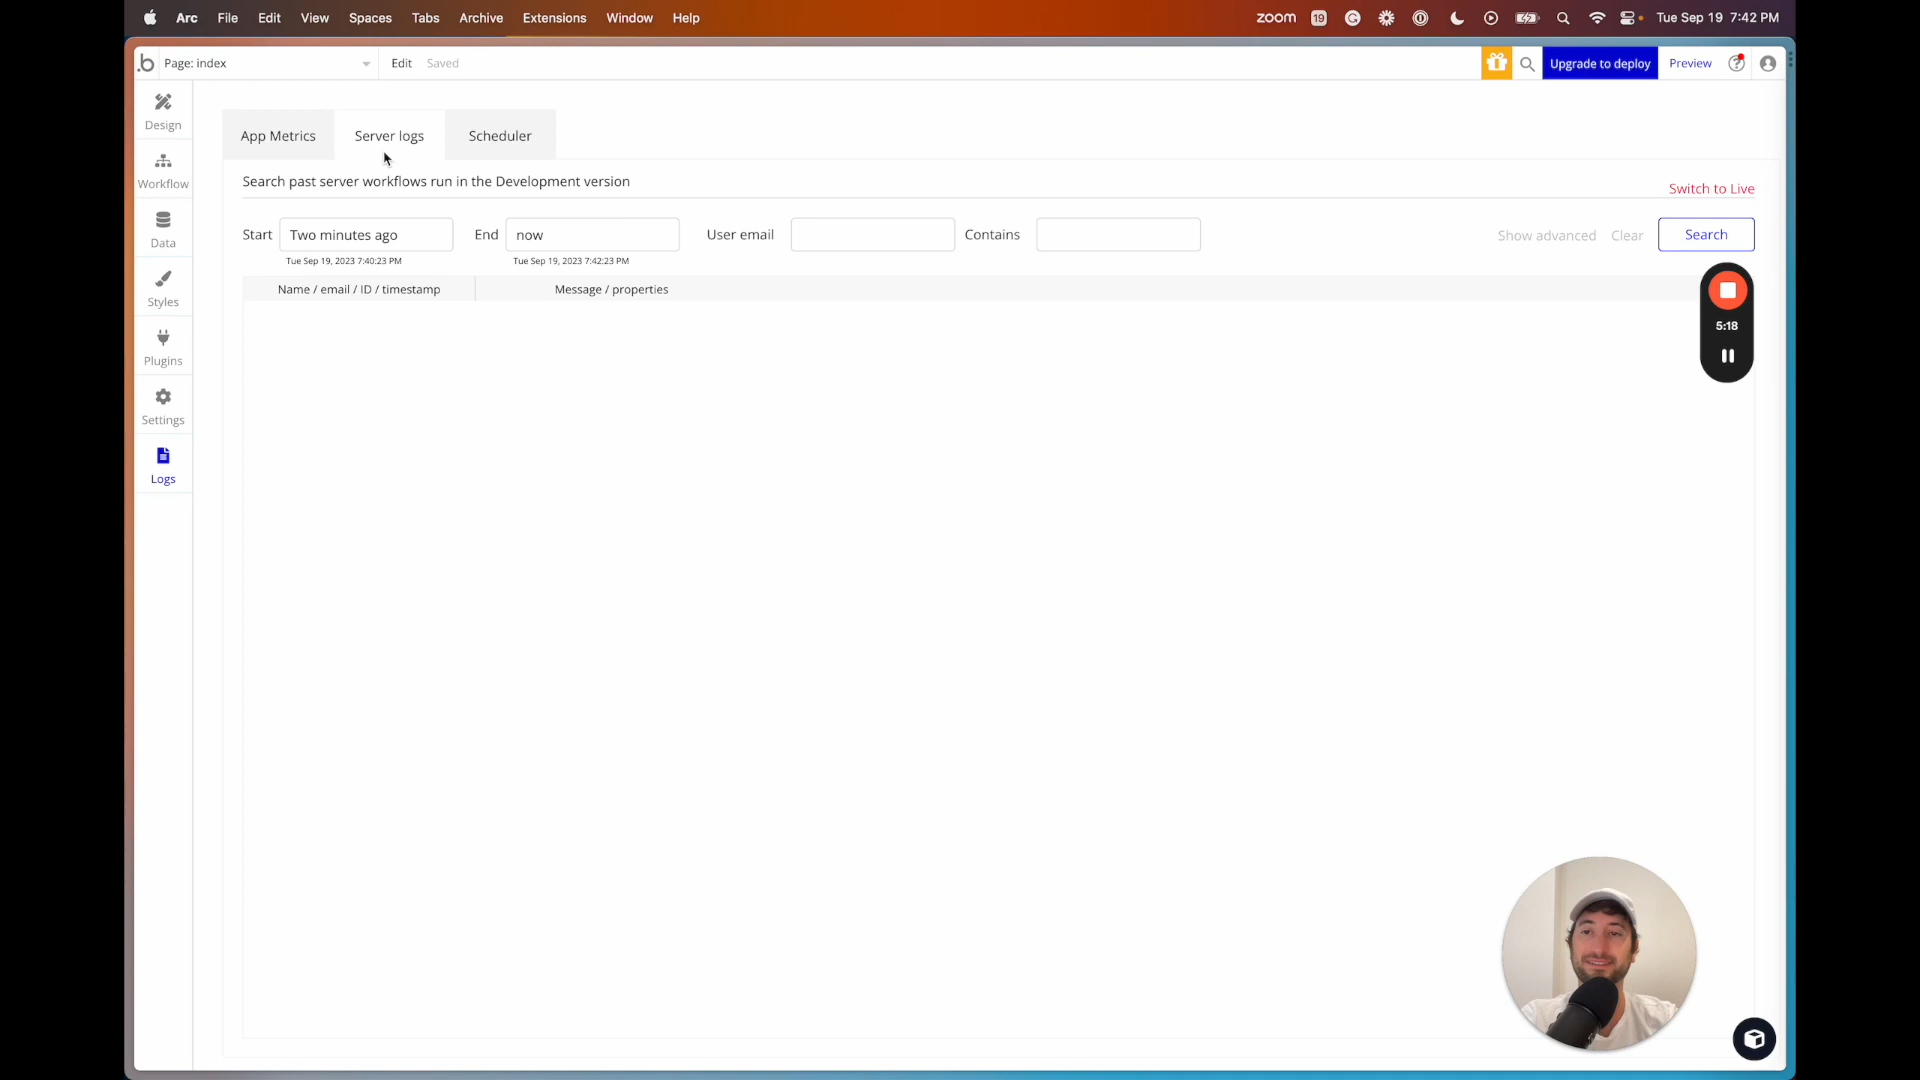 Arc File Edit View Spaces Tabs Archive Extensions Window Help
zoom 19 Tue Sep 19 7:42 PM
b Page: index Edit Saved
Upgrade to deploy Preview
Design
Workflow
Data
Styles
Plugins
Settings
Logs
App Metrics Server logs Scheduler
Search past server workflows run in the Development version
Switch to Live
Start Two minutes ago End now User email Contains Show advanced Clear Search
Tue Sep 19, 2023 7:40:23 PM Tue Sep 19, 2023 7:42:23 PM
Name / email / ID / timestamp Message / properties
5:18